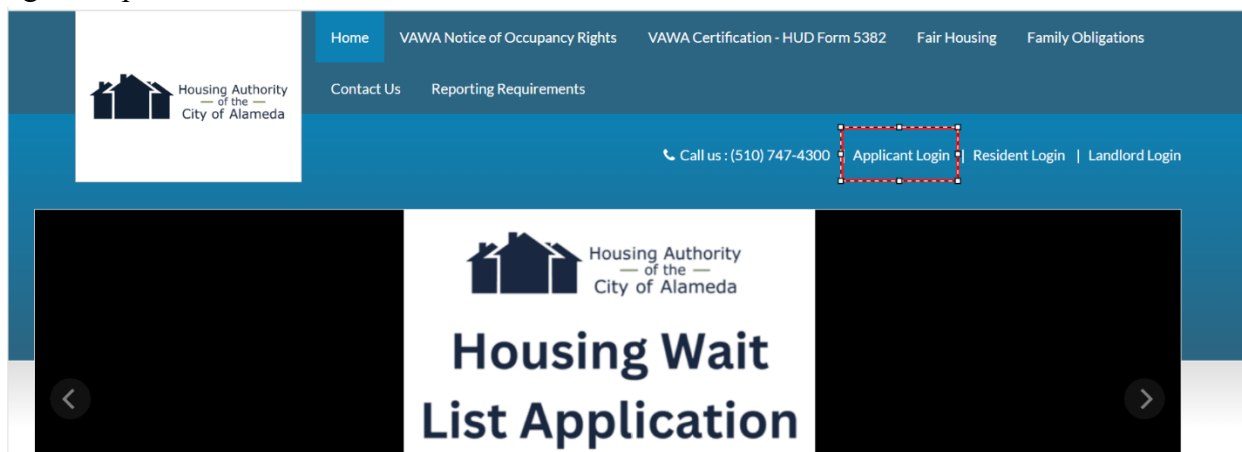 Home VAWA Notice of Occupancy Rights VAWA Certification - HUD Form 5382 Fair Housing Family Obligations
Housing Authority
of the
City of Alameda
Contact Us Reporting Requirements
Call us : (510) 747-4300 Applicant Login | Resident Login | Landlord Login
Housing Authority
of the
City of Alameda
Housing Wait
List Application